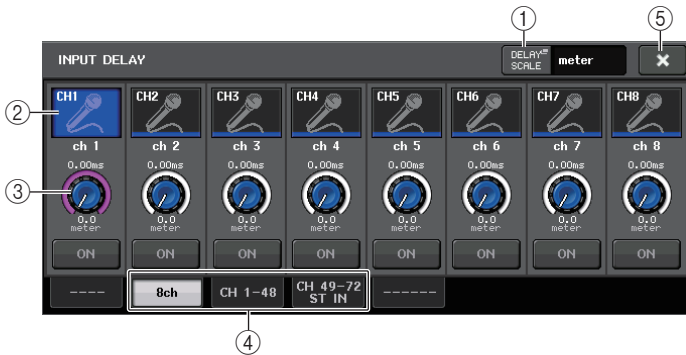 ① ⑤
INPUT DELAY DELAY SCALE meter ×
② CH1 CH2 CH3 CH4 CH5 CH6 CH7 CH8
ch 1 ch 2 ch 3 ch 4 ch 5 ch 6 ch 7 ch 8
0.00ms 0.00ms 0.00ms 0.00ms 0.00ms 0.00ms 0.00ms 0.00ms
③
0.0 0.0 0.0 0.0 0.0 0.0 0.0 0.0
meter meter meter meter meter meter meter meter
ON ON ON ON ON ON ON ON
---- 8ch CH 1-48 CH 49-72 ST IN ------
④